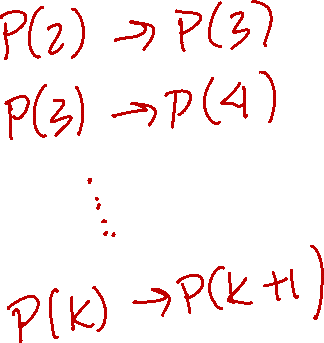 P(2) → P(3)
P(3) → P(4)
⋮
P(k) → P(k+1)